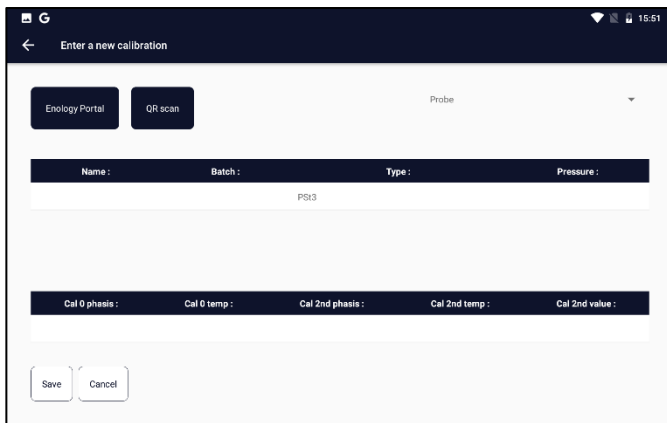 G 15:51
Enter a new calibration
Enology Portal QR scan Probe
Name : Batch : Type : Pressure :
PSt3
Cal 0 phasis : Cal 0 temp : Cal 2nd phasis : Cal 2nd temp : Cal 2nd value :
Save Cancel